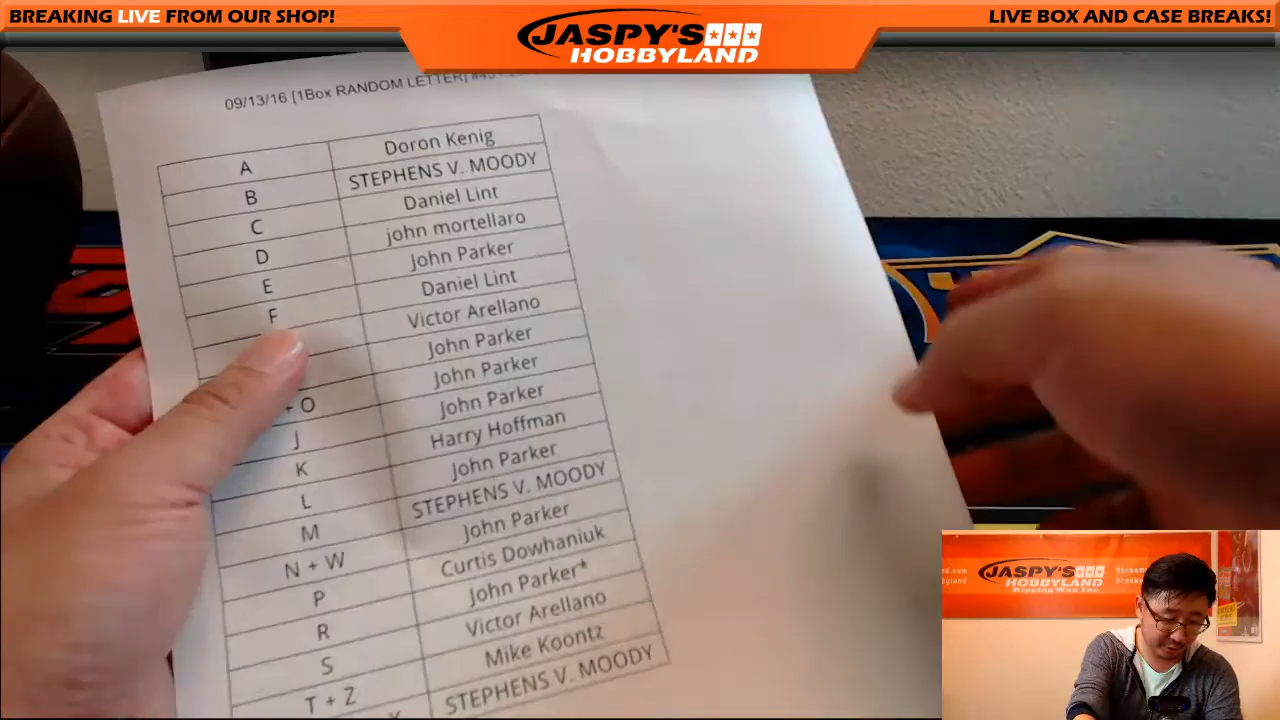 BREAKING LIVE FROM OUR SHOP!
JASPY'S
HOBBYLAND
LIVE BOX AND CASE BREAKS!
09/13/16 [1Box RANDOM LETTER]
A Doron Kenig
B STEPHENS V. MOODY
C Daniel Lint
D john mortellaro
E John Parker
F Daniel Lint
Victor Arellano
John Parker
+ O John Parker
J John Parker
K Harry Hoffman
L John Parker
M STEPHENS V. MOODY
N + W John Parker
P Curtis Dowhaniuk
R John Parker*
S Victor Arellano
T + Z Mike Koontz
STEPHENS V. MOODY
JASPY'S
HOBBYLAND
Ripping Wax Inc.